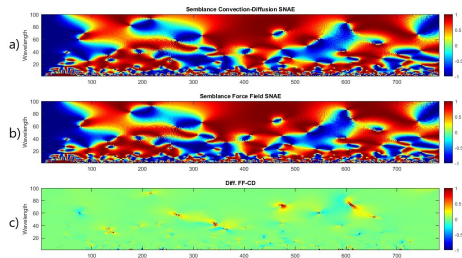 Semblance Convection-Diffusion SNAE
a)
Wavelength
100
80
60
40
20
100 200 300 400 500 600 700
1
0.5
0
-0.5
-1
Semblance Force Field SNAE
b)
Wavelength
100
80
60
40
20
100 200 300 400 500 600 700
1
0.5
0
-0.5
-1
Diff. FF-CD
c)
Wavelength
100
80
60
40
20
100 200 300 400 500 600 700
1
0.5
0
-0.5
-1